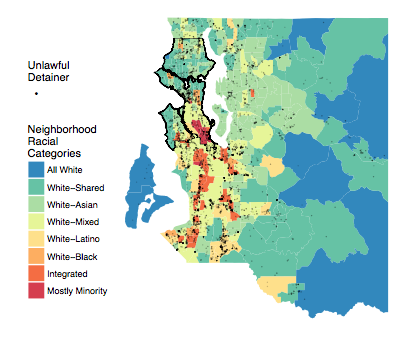 Unlawful
Detainer
Neighborhood
Racial
Categories
All White
White−Shared
White−Asian
White−Mixed
White−Latino
White−Black
Integrated
Mostly Minority